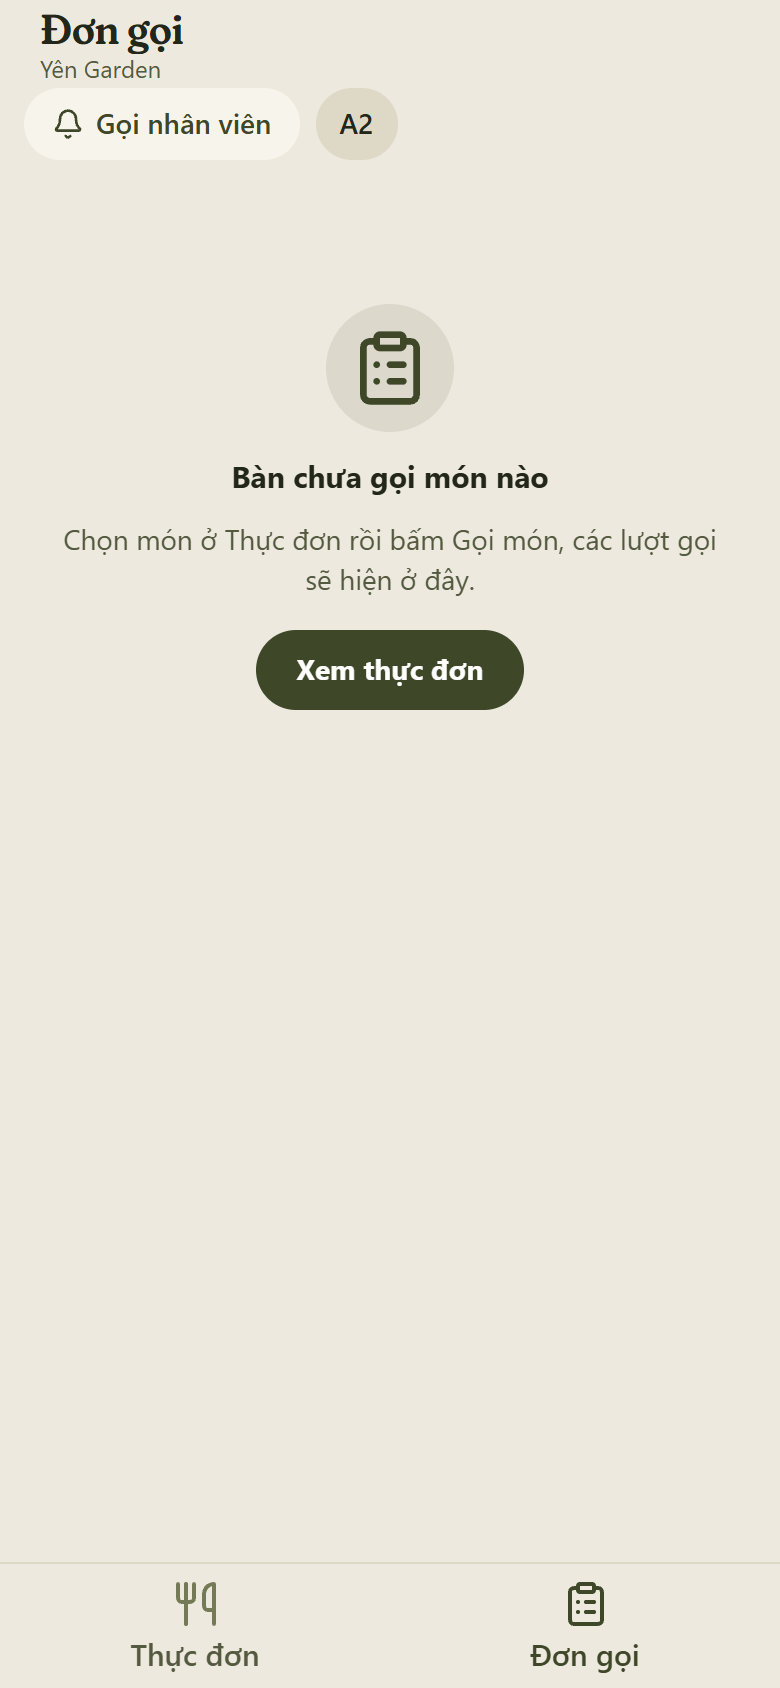 Đơn gọi
Yên Garden
Gọi nhân viên
A2
Bàn chưa gọi món nào
Chọn món ở Thực đơn rồi bấm Gọi món, các lượt gọi
sẽ hiện ở đây.
Xem thực đơn
Thực đơn
Đơn gọi